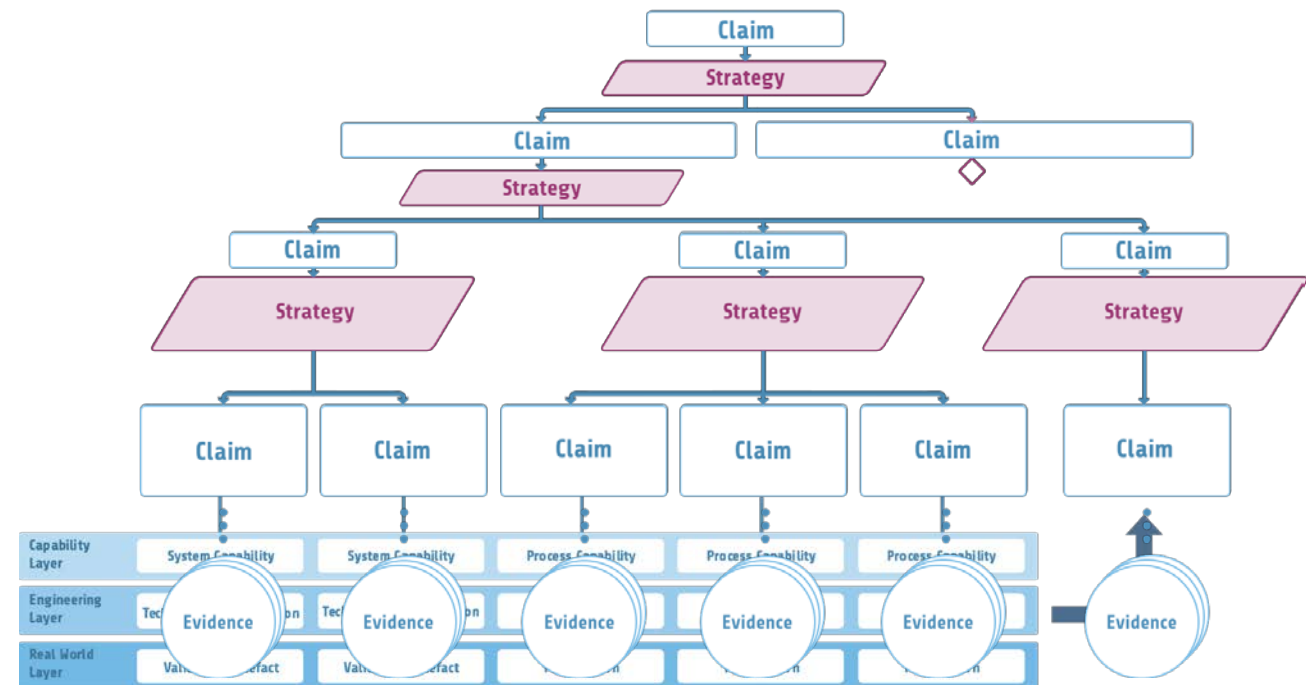 Claim
Strategy
Claim
Claim
Strategy
Claim
Claim
Claim
Strategy
Strategy
Strategy
Claim
Claim
Claim
Claim
Claim
Claim
Capability
Layer
System Capability
System Capability
Process Capability
Process Capability
Process Capability
Engineering
Layer
Evidence
Evidence
Evidence
Evidence
Evidence
Evidence
Real World
Layer